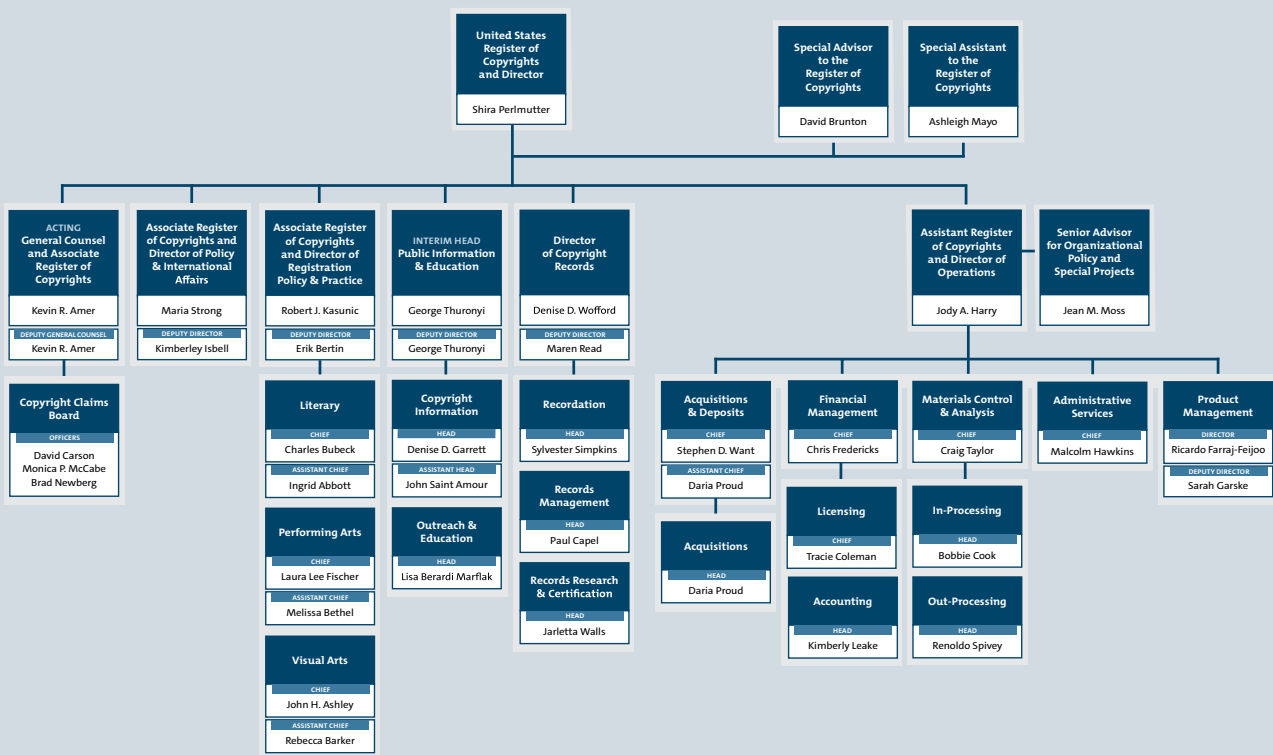 United States
Register of
Copyrights
and Director
Shira Perlmutter
Special Advisor
to the
Register of
Copyrights
David Brunton
Special Assistant
to the
Register of
Copyrights
Ashleigh Mayo
ACTING
General Counsel
and Associate
Register of
Copyrights
Kevin R. Amer
DEPUTY GENERAL COUNSEL
Kevin R. Amer
Copyright Claims
Board
OFFICERS
David Carson
Monica P. McCabe
Brad Newberg
Associate Register
of Copyrights and
Director of Policy
& International
Affairs
Maria Strong
DEPUTY DIRECTOR
Kimberley Isbell
Associate Register
of Copyrights
and Director of
Registration
Policy & Practice
Robert J. Kasunic
DEPUTY DIRECTOR
Erik Bertin
Literary
CHIEF
Charles Bubeck
ASSISTANT CHIEF
Ingrid Abbott
Performing Arts
CHIEF
Laura Lee Fischer
ASSISTANT CHIEF
Melissa Bethel
Visual Arts
CHIEF
John H. Ashley
ASSISTANT CHIEF
Rebecca Barker
INTERIM HEAD
Public Information
& Education
George Thuronyi
DEPUTY DIRECTOR
George Thuronyi
Copyright
Information
HEAD
Denise D. Garrett
ASSISTANT HEAD
John Saint Amour
Outreach &
Education
HEAD
Lisa Berardi Marflak
Director
of Copyright
Records
Denise D. Wofford
DEPUTY DIRECTOR
Maren Read
Recordation
HEAD
Sylvester Simpkins
Records
Management
HEAD
Paul Capel
Records Research
& Certification
HEAD
Jarletta Walls
Assistant Register
of Copyrights
and Director of
Operations
Jody A. Harry
Senior Advisor
for Organizational
Policy and
Special Projects
Jean M. Moss
Acquisitions
& Deposits
CHIEF
Stephen D. Want
ASSISTANT CHIEF
Daria Proud
Acquisitions
HEAD
Daria Proud
Financial
Management
CHIEF
Chris Fredericks
Licensing
CHIEF
Tracie Coleman
Accounting
HEAD
Kimberly Leake
Materials Control
& Analysis
CHIEF
Craig Taylor
In-Processing
HEAD
Bobbie Cook
Out-Processing
HEAD
Renoldo Spivey
Administrative
Services
CHIEF
Malcolm Hawkins
Product
Management
DIRECTOR
Ricardo Farraj-Feijoo
DEPUTY DIRECTOR
Sarah Garske